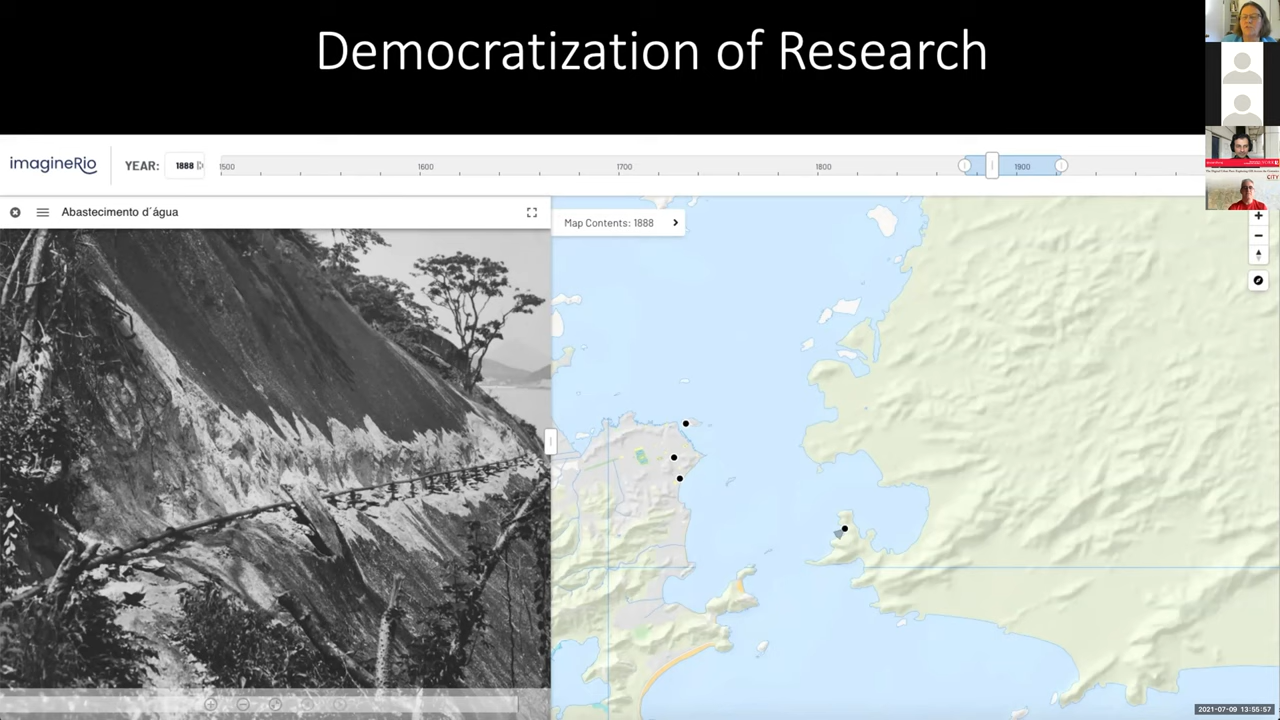 Democratization of Research
imagineRio
YEAR:
1888
1500
1600
1700
1800
1900
Abastecimento d´água
Map Contents: 1888
CITY
2021-07-09 13:55:57